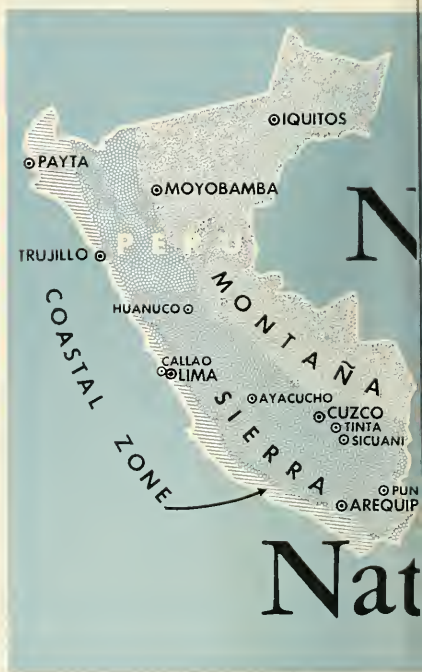 IQUITOS
PAYTA
MOYOBAMBA
N
PERU
TRUJILLO
MONTAÑA
HUANUCO
COASTAL ZONE
CALLAO
LIMA
SIERRA
AYACUCHO
CUZCO
TINTA
SICUANI
PUN
AREQUIP
Nat